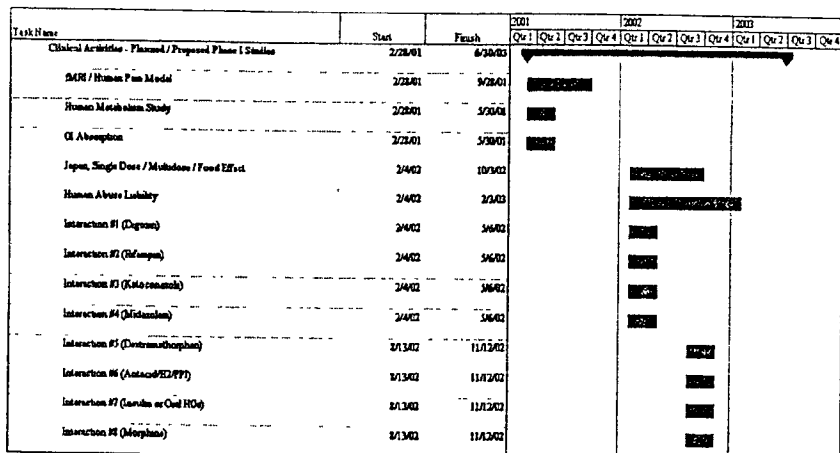 2001 2002 2003
Task Name Start Finish Qtr 1 Qtr 2 Qtr 3 Qtr 4 Qtr 1 Qtr 2 Qtr 3 Qtr 4 Qtr 1 Qtr 2 Qtr 3 Qtr 4
Clinical Activities - Planned / Proposed Phase I Studies 2/28/01 6/30/03
fMRI / Human Pain Model 2/28/01 9/28/01
Human Metabolism Study 2/28/01 5/30/01
GI Absorption 2/28/01 5/30/01
Japan, Single Dose / Multidose / Food Effect 2/4/02 10/3/02
Human Abuse Liability 2/4/02 2/3/03
Interaction #1 (Digoxin) 2/4/02 5/6/02
Interaction #2 (Rifampin) 2/4/02 5/6/02
Interaction #3 (Ketoconazole) 2/4/02 5/6/02
Interaction #4 (Midazolam) 2/4/02 5/6/02
Interaction #5 (Dextromethorphan) 8/13/02 11/12/02
Interaction #6 (Antacid/H2/PPI) 8/13/02 11/12/02
Interaction #7 (Insulin or Oral HGs) 8/13/02 11/12/02
Interaction #8 (Morphine) 8/13/02 11/12/02